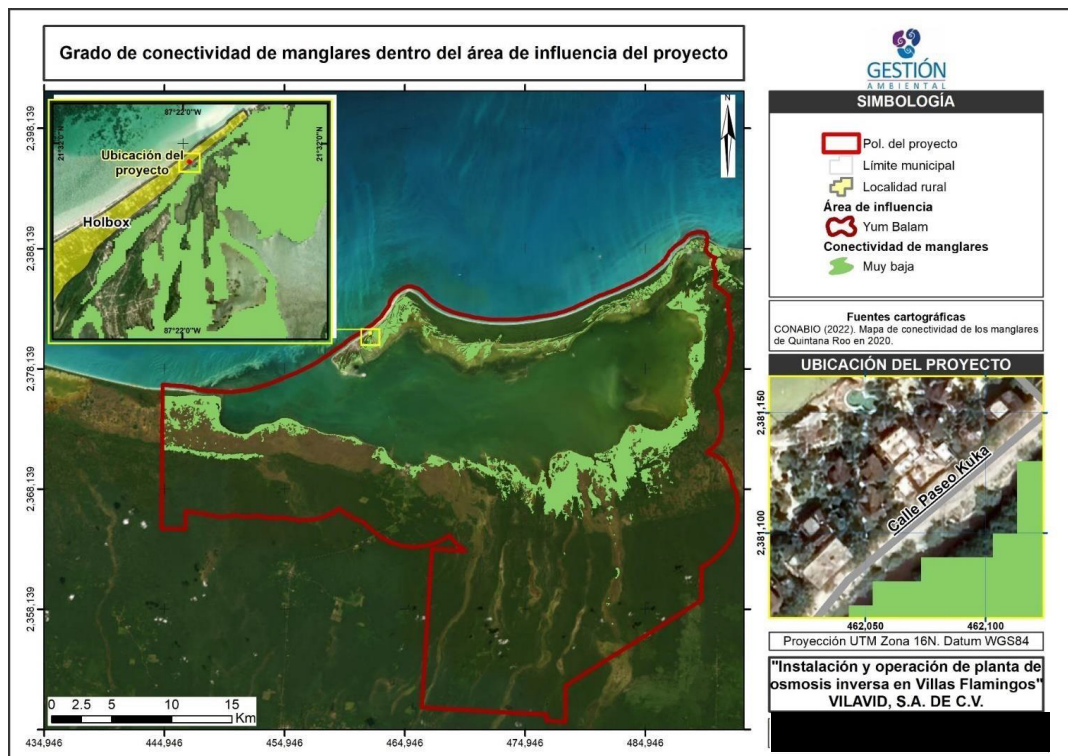 Grado de conectividad de manglares dentro del área de influencia del proyecto
GESTIÓN
AMBIENTAL
SIMBOLOGÍA
Pol. del proyecto
Límite municipal
Localidad rural
Área de influencia
Yum Balam
Conectividad de manglares
Muy baja
Fuentes cartográficas
CONABIO (2022). Mapa de conectividad de los manglares
de Quintana Roo en 2020.
UBICACIÓN DEL PROYECTO
2,381,150
2,381,100
Calle Paseo Kuka
462,050
462,100
Proyección UTM Zona 16N. Datum WGS84
"Instalación y operación de planta de
osmosis inversa en Villas Flamingos"
VILAVID, S.A. DE C.V.
87°22'0"W
21°32'0"N
21°32'0"N
Ubicación del
proyecto
Holbox
87°22'0"W
N
2,398,139
2,388,139
2,378,139
2,368,139
2,358,139
0 2.5 5 10 15
Km
434,946
444,946
454,946
464,946
474,946
484,946